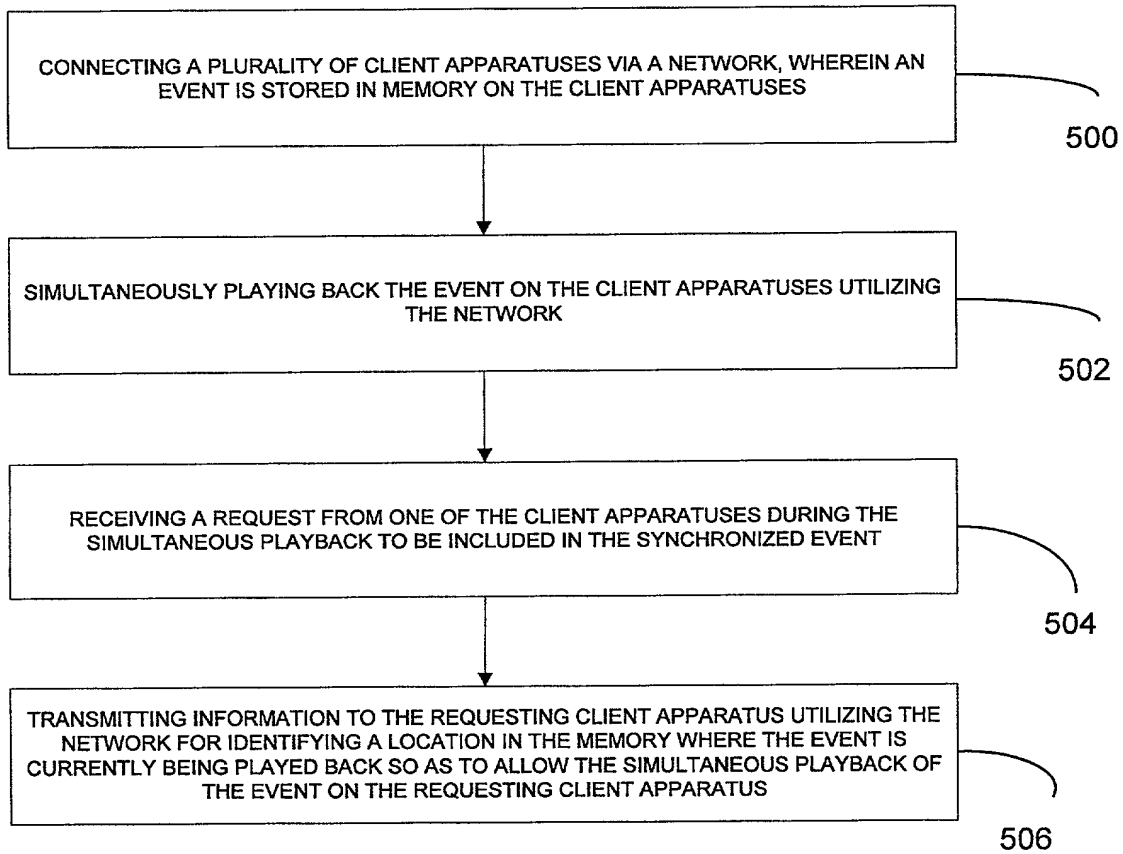 CONNECTING A PLURALITY OF CLIENT APPARATUSES VIA A NETWORK, WHEREIN AN
EVENT IS STORED IN MEMORY ON THE CLIENT APPARATUSES
500
SIMULTANEOUSLY PLAYING BACK THE EVENT ON THE CLIENT APPARATUSES UTILIZING
THE NETWORK
502
RECEIVING A REQUEST FROM ONE OF THE CLIENT APPARATUSES DURING THE
SIMULTANEOUS PLAYBACK TO BE INCLUDED IN THE SYNCHRONIZED EVENT
504
TRANSMITTING INFORMATION TO THE REQUESTING CLIENT APPARATUS UTILIZING THE
NETWORK FOR IDENTIFYING A LOCATION IN THE MEMORY WHERE THE EVENT IS
CURRENTLY BEING PLAYED BACK SO AS TO ALLOW THE SIMULTANEOUS PLAYBACK OF
THE EVENT ON THE REQUESTING CLIENT APPARATUS
506